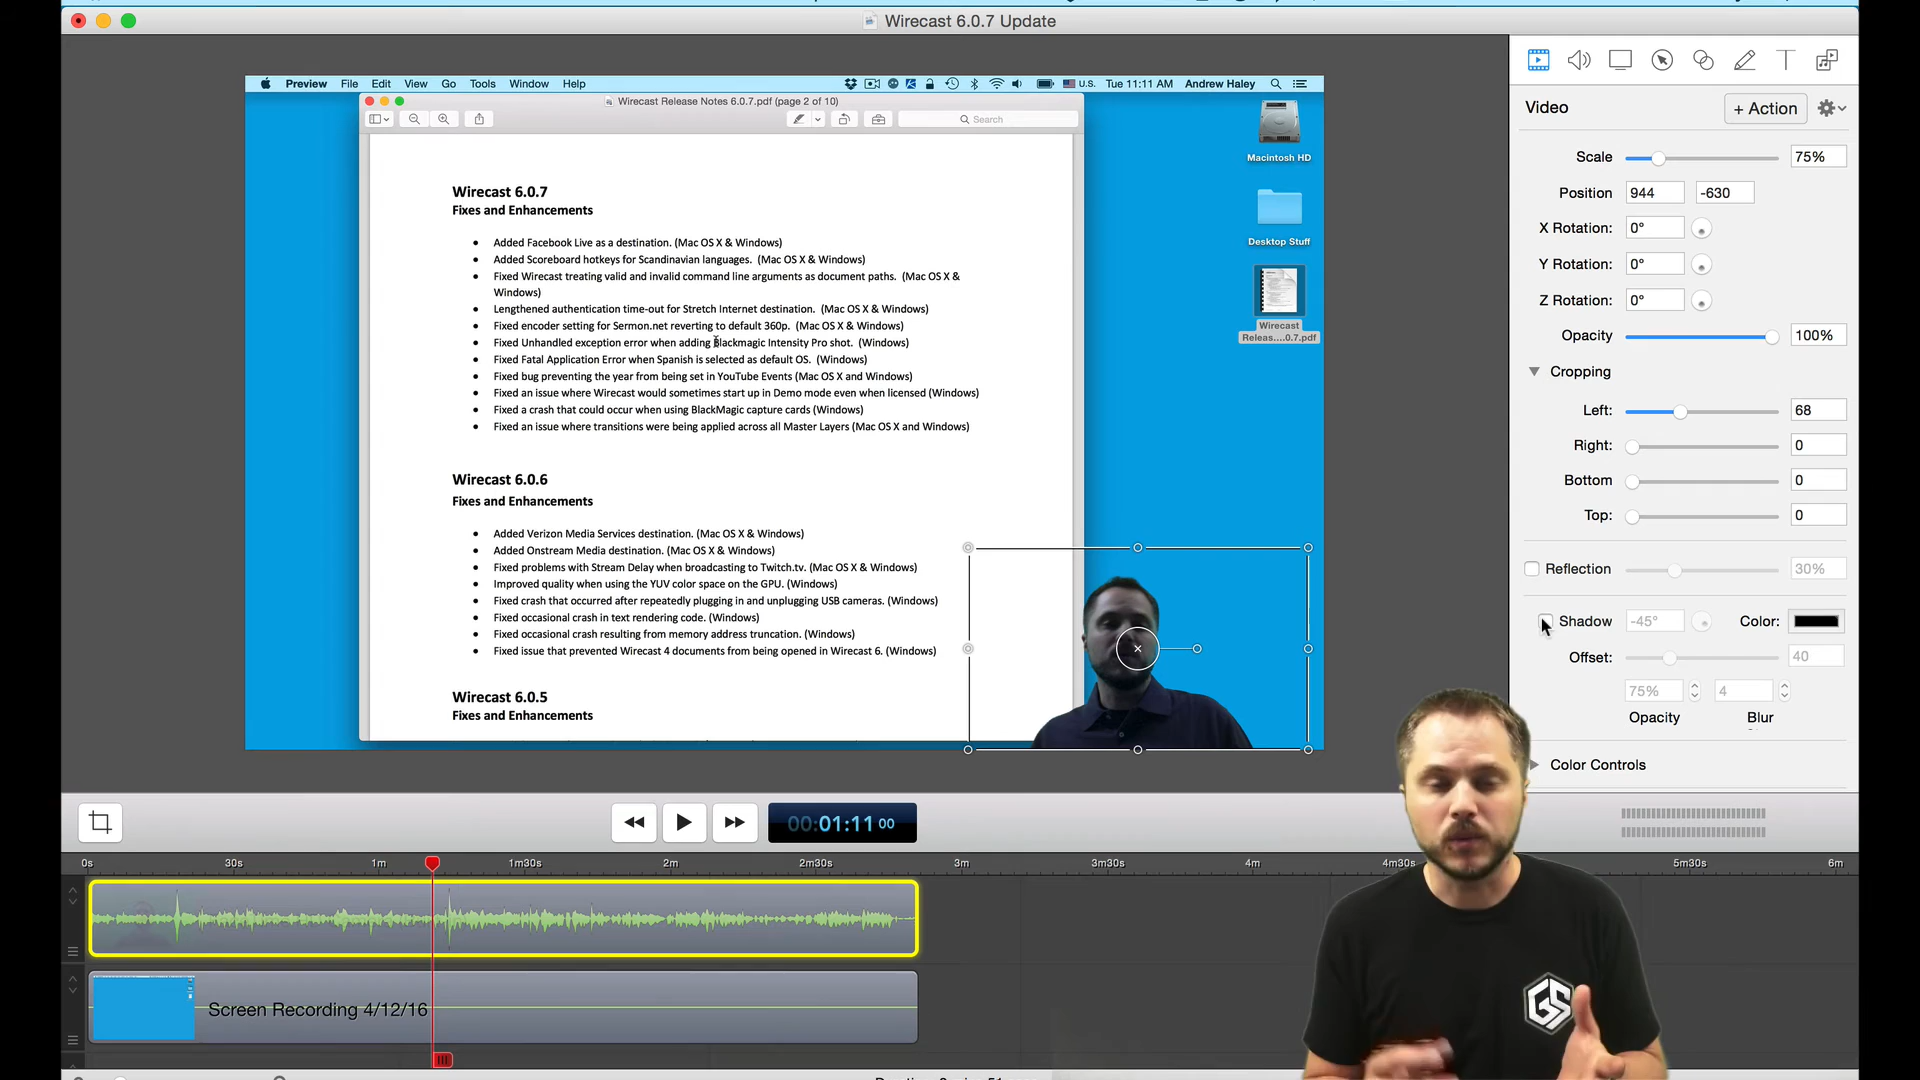 Wirecast 6.0.7 Update
Preview File Edit View Go Tools Window Help
U.S. Tue 11:11 AM Andrew Haley
Wirecast Release Notes 6.0.7.pdf (page 2 of 10)
Search
Wirecast 6.0.7
Fixes and Enhancements
• Added Facebook Live as a destination. (Mac OS X & Windows)
• Added Scoreboard hotkeys for Scandinavian languages. (Mac OS X & Windows)
• Fixed Wirecast treating valid and invalid command line arguments as document paths. (Mac OS X &
Windows)
• Lengthened authentication time-out for Stretch Internet destination. (Mac OS X & Windows)
• Fixed encoder setting for Sermon.net reverting to default 360p. (Mac OS X & Windows)
• Fixed Unhandled exception error when adding Blackmagic Intensity Pro shot. (Windows)
• Fixed Fatal Application Error when Spanish is selected as default OS. (Windows)
• Fixed bug preventing the year from being set in YouTube Events (Mac OS X and Windows)
• Fixed an issue where Wirecast would sometimes start up in Demo mode even when licensed (Windows)
• Fixed a crash that could occur when using BlackMagic capture cards (Windows)
• Fixed an issue where transitions were being applied across all Master Layers (Mac OS X and Windows)
Wirecast 6.0.6
Fixes and Enhancements
• Added Verizon Media Services destination. (Mac OS X & Windows)
• Added Onstream Media destination. (Mac OS X & Windows)
• Fixed problems with Stream Delay when broadcasting to Twitch.tv. (Mac OS X & Windows)
• Improved quality when using the YUV color space on the GPU. (Windows)
• Fixed crash that occurred after repeatedly plugging in and unplugging USB cameras. (Windows)
• Fixed occasional crash in text rendering code. (Windows)
• Fixed occasional crash resulting from memory address truncation. (Windows)
• Fixed issue that prevented Wirecast 4 documents from being opened in Wirecast 6. (Windows)
Wirecast 6.0.5
Fixes and Enhancements
Macintosh HD
Desktop Stuff
Wirecast
Releas....0.7.pdf
Video + Action
Scale 75%
Position 944 -630
X Rotation: 0°
Y Rotation: 0°
Z Rotation: 0°
Opacity 100%
Cropping
Left: 68
Right: 0
Bottom: 0
Top: 0
Reflection 30%
Shadow -45° Color:
Offset: 40
75% 4
Opacity Blur
Color Controls
00:01:11 00
0s 30s 1m 1m30s 2m 2m30s 3m 3m30s 4m 4m30s 5m30s 6m
Screen Recording 4/12/16
GS